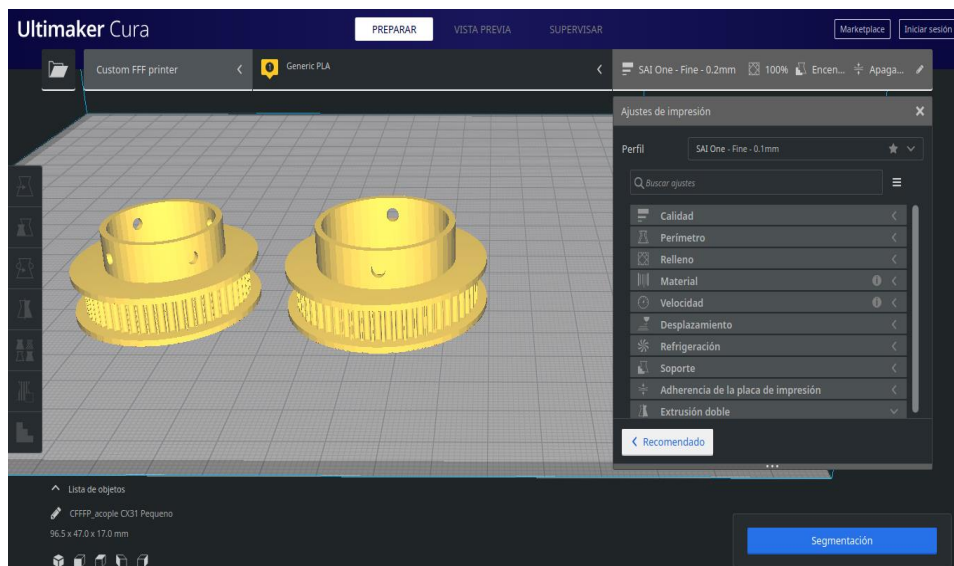 Ultimaker Cura
PREPARAR
VISTA PREVIA
SUPERVISAR
Marketplace
Iniciar sesión
Custom FFF printer
Generic PLA
SAI One - Fine - 0.2mm
100%
Encen...
Apaga...
Ajustes de impresión
Perfil
SAI One - Fine - 0.1mm
Buscar ajustes
Calidad
Perímetro
Relleno
Material
Velocidad
Desplazamiento
Refrigeración
Soporte
Adherencia de la placa de impresión
Extrusión doble
Recomendado
Lista de objetos
CFFFP_acople CX31 Pequeno
96.5 x 47.0 x 17.0 mm
Segmentación